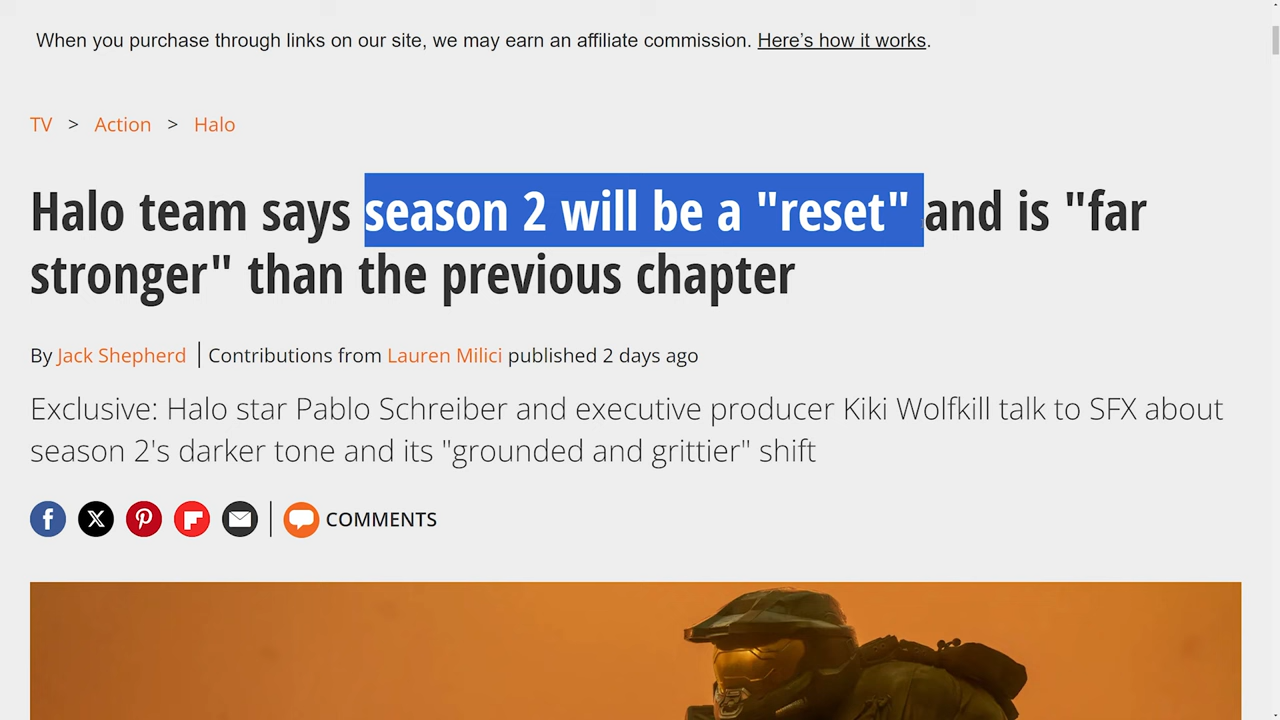 When you purchase through links on our site, we may earn an affiliate commission. Here’s how it works.
TV > Action > Halo
Halo team says season 2 will be a "reset" and is "far
stronger" than the previous chapter
By Jack Shepherd | Contributions from Lauren Milici published 2 days ago
Exclusive: Halo star Pablo Schreiber and executive producer Kiki Wolfkill talk to SFX about
season 2's darker tone and its "grounded and grittier" shift
COMMENTS